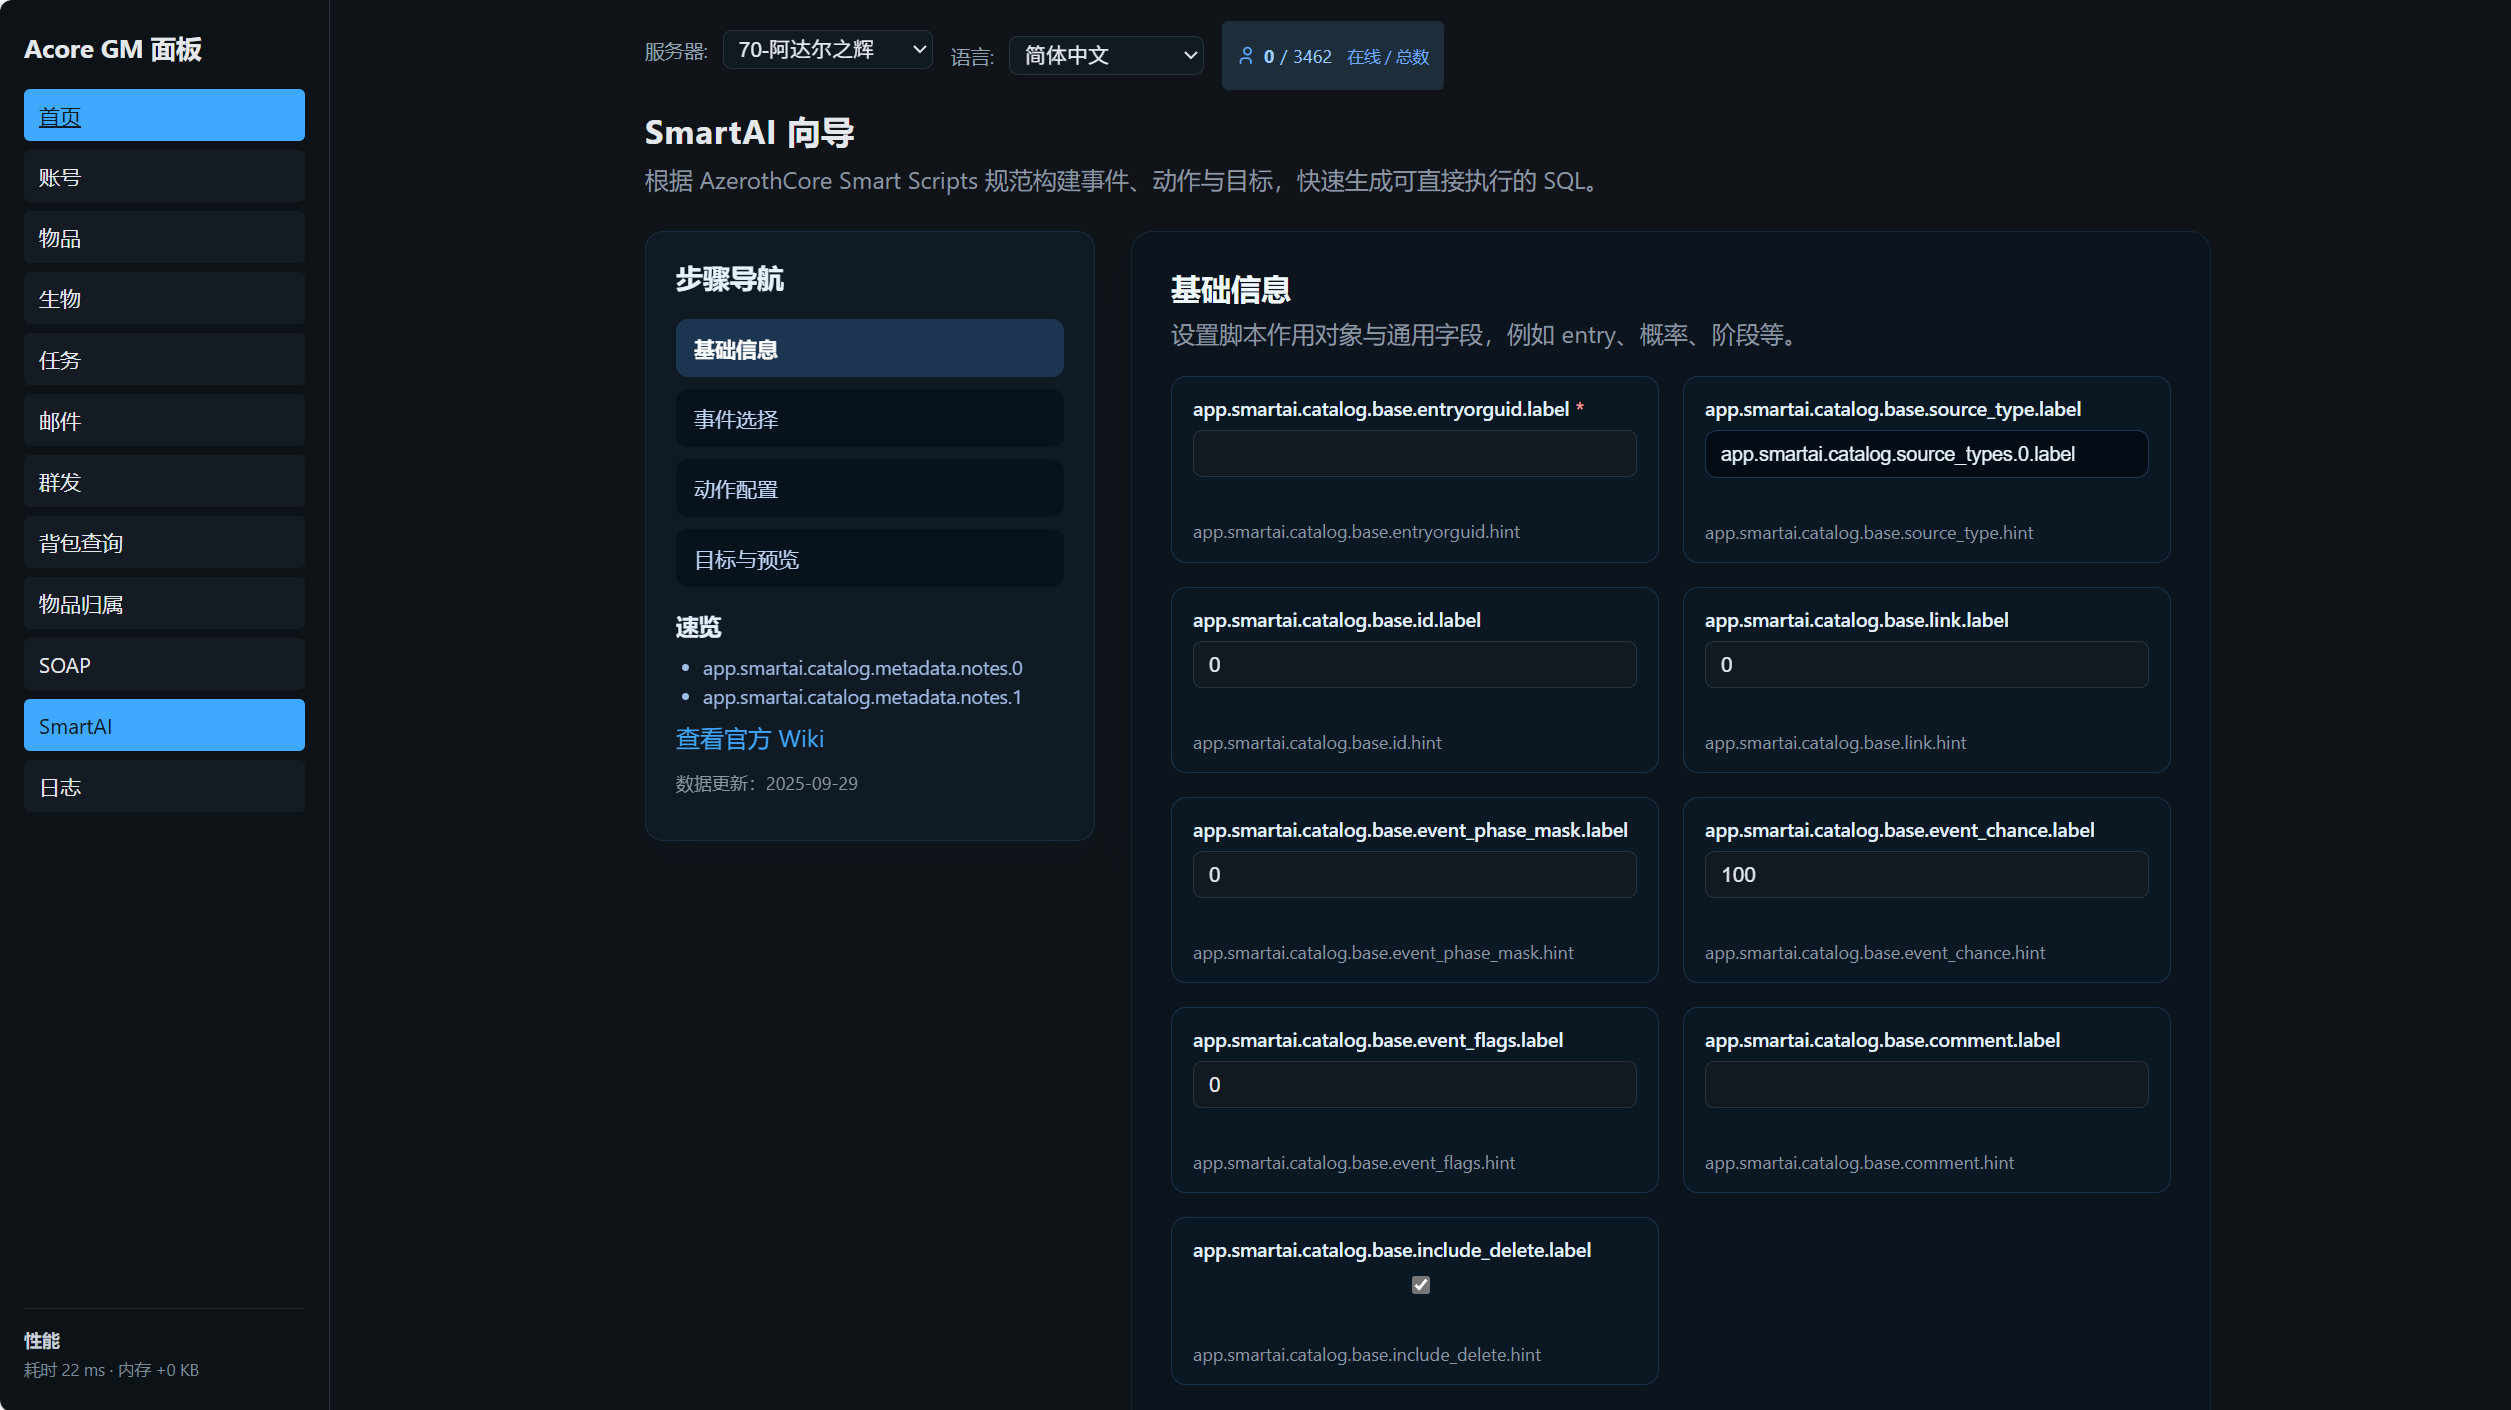 Acore GM 面板
首页
账号
物品
生物
任务
邮件
群发
背包查询
物品归属
SOAP
SmartAI
日志
性能
耗时 22 ms · 内存 +0 KB
服务器: 70-阿达尔之辉 语言: 简体中文 0 / 3462 在线 / 总数
SmartAI 向导
根据 AzerothCore Smart Scripts 规范构建事件、动作与目标，快速生成可直接执行的 SQL。
步骤导航
基础信息
事件选择
动作配置
目标与预览
速览
• app.smartai.catalog.metadata.notes.0
• app.smartai.catalog.metadata.notes.1
查看官方 Wiki
数据更新：2025-09-29
基础信息
设置脚本作用对象与通用字段，例如 entry、概率、阶段等。
app.smartai.catalog.base.entryorguid.label *
app.smartai.catalog.base.entryorguid.hint
app.smartai.catalog.base.source_type.label
app.smartai.catalog.source_types.0.label
app.smartai.catalog.base.source_type.hint
app.smartai.catalog.base.id.label
0
app.smartai.catalog.base.id.hint
app.smartai.catalog.base.link.label
0
app.smartai.catalog.base.link.hint
app.smartai.catalog.base.event_phase_mask.label
0
app.smartai.catalog.base.event_phase_mask.hint
app.smartai.catalog.base.event_chance.label
100
app.smartai.catalog.base.event_chance.hint
app.smartai.catalog.base.event_flags.label
0
app.smartai.catalog.base.event_flags.hint
app.smartai.catalog.base.comment.label
app.smartai.catalog.base.comment.hint
app.smartai.catalog.base.include_delete.label
app.smartai.catalog.base.include_delete.hint